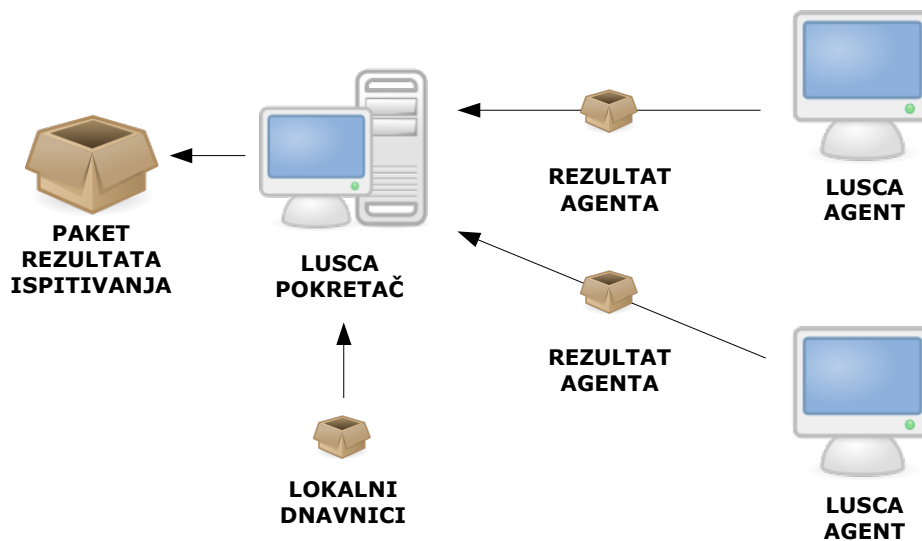 PAKET
REZULTATA
ISPITIVANJA
LUSCA
POKRETAČ
REZULTAT
AGENTA
LUSCA
AGENT
REZULTAT
AGENTA
LOKALNI
DNAVNICI
LUSCA
AGENT